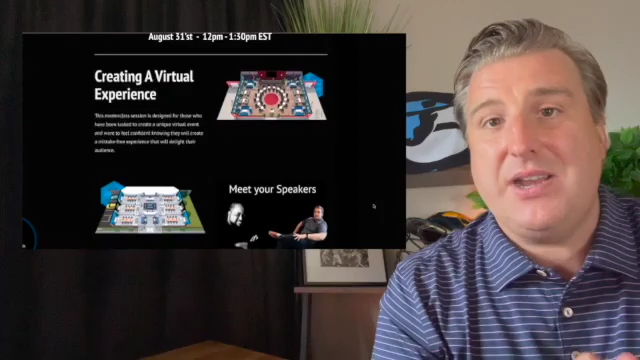 August 31'st - 12pm - 1:30pm EST
Creating A Virtual
Experience
This masterclass session is designed for those who
have been tasked to create a unique virtual event
and want to feel confident knowing they will create
a mistake-free experience that will delight their
audience.
Meet your Speakers